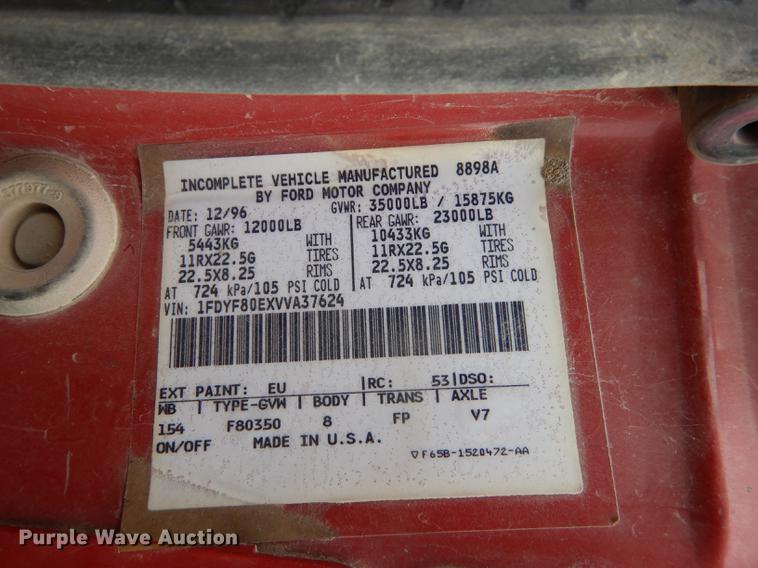 INCOMPLETE VEHICLE MANUFACTURED 8898A
BY FORD MOTOR COMPANY
DATE: 12/96 GVWR: 35000LB / 15875KG
FRONT GAWR: 12000LB REAR GAWR: 23000LB
5443KG WITH 10433KG WITH
11RX22.5G TIRES 11RX22.5G TIRES
22.5X8.25 RIMS 22.5X8.25 RIMS
AT 724 kPa/105 PSI COLD AT 724 kPa/105 PSI COLD
VIN: 1FDYF80EXVVA37624
EXT PAINT: EU RC: 53 DSO:
WB TYPE-GVW BODY TRANS AXLE
154 F80350 8 FP V7
ON/OFF MADE IN U.S.A.
▽F65B-1520472-AA
Purple Wave Auction